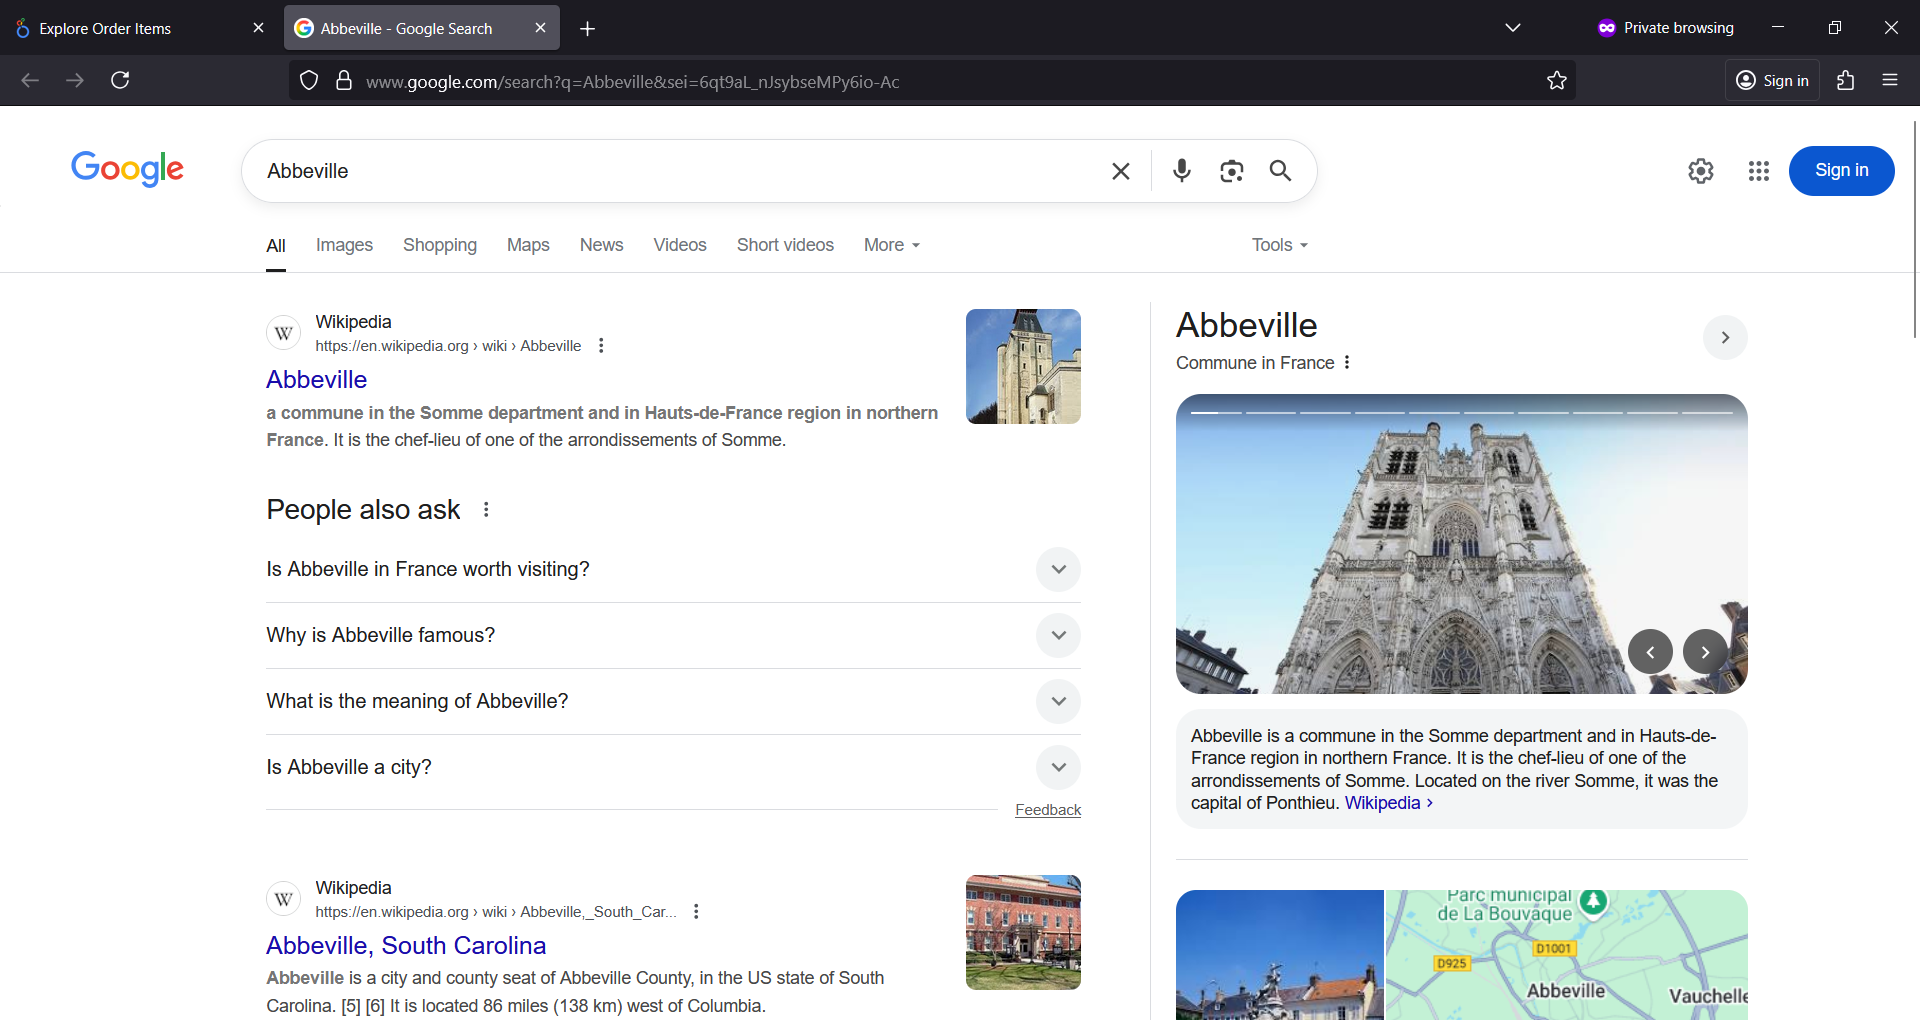 Explore Order Items
Abbeville - Google Search
Private browsing
www.google.com/search?q=Abbeville&sei=6qt9aL_nJsybseMPy6io-Ac
Sign in
Google
Abbeville
Sign in
All
Images
Shopping
Maps
News
Videos
Short videos
More
Tools
W
Wikipedia
https://en.wikipedia.org › wiki › Abbeville
Abbeville
a commune in the Somme department and in Hauts-de-France region in northern
France. It is the chef-lieu of one of the arrondissements of Somme.
People also ask
Is Abbeville in France worth visiting?
Why is Abbeville famous?
What is the meaning of Abbeville?
Is Abbeville a city?
Feedback
W
Wikipedia
https://en.wikipedia.org › wiki › Abbeville,_South_Car...
Abbeville, South Carolina
Abbeville is a city and county seat of Abbeville County, in the US state of South
Carolina. [5] [6] It is located 86 miles (138 km) west of Columbia.
Abbeville
Commune in France
Abbeville is a commune in the Somme department and in Hauts-de-
France region in northern France. It is the chef-lieu of one of the
arrondissements of Somme. Located on the river Somme, it was the
capital of Ponthieu. Wikipedia ›
Parc municipal
de La Bouvaque
D1001
D925
Abbeville
Vauchelle